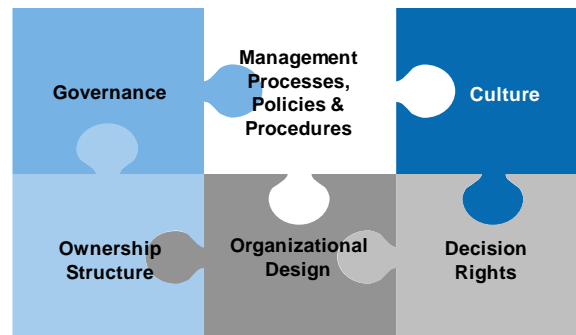 Governance
Management
Processes,
Policies &
Procedures
Culture
Ownership
Structure
Organizational
Design
Decision
Rights